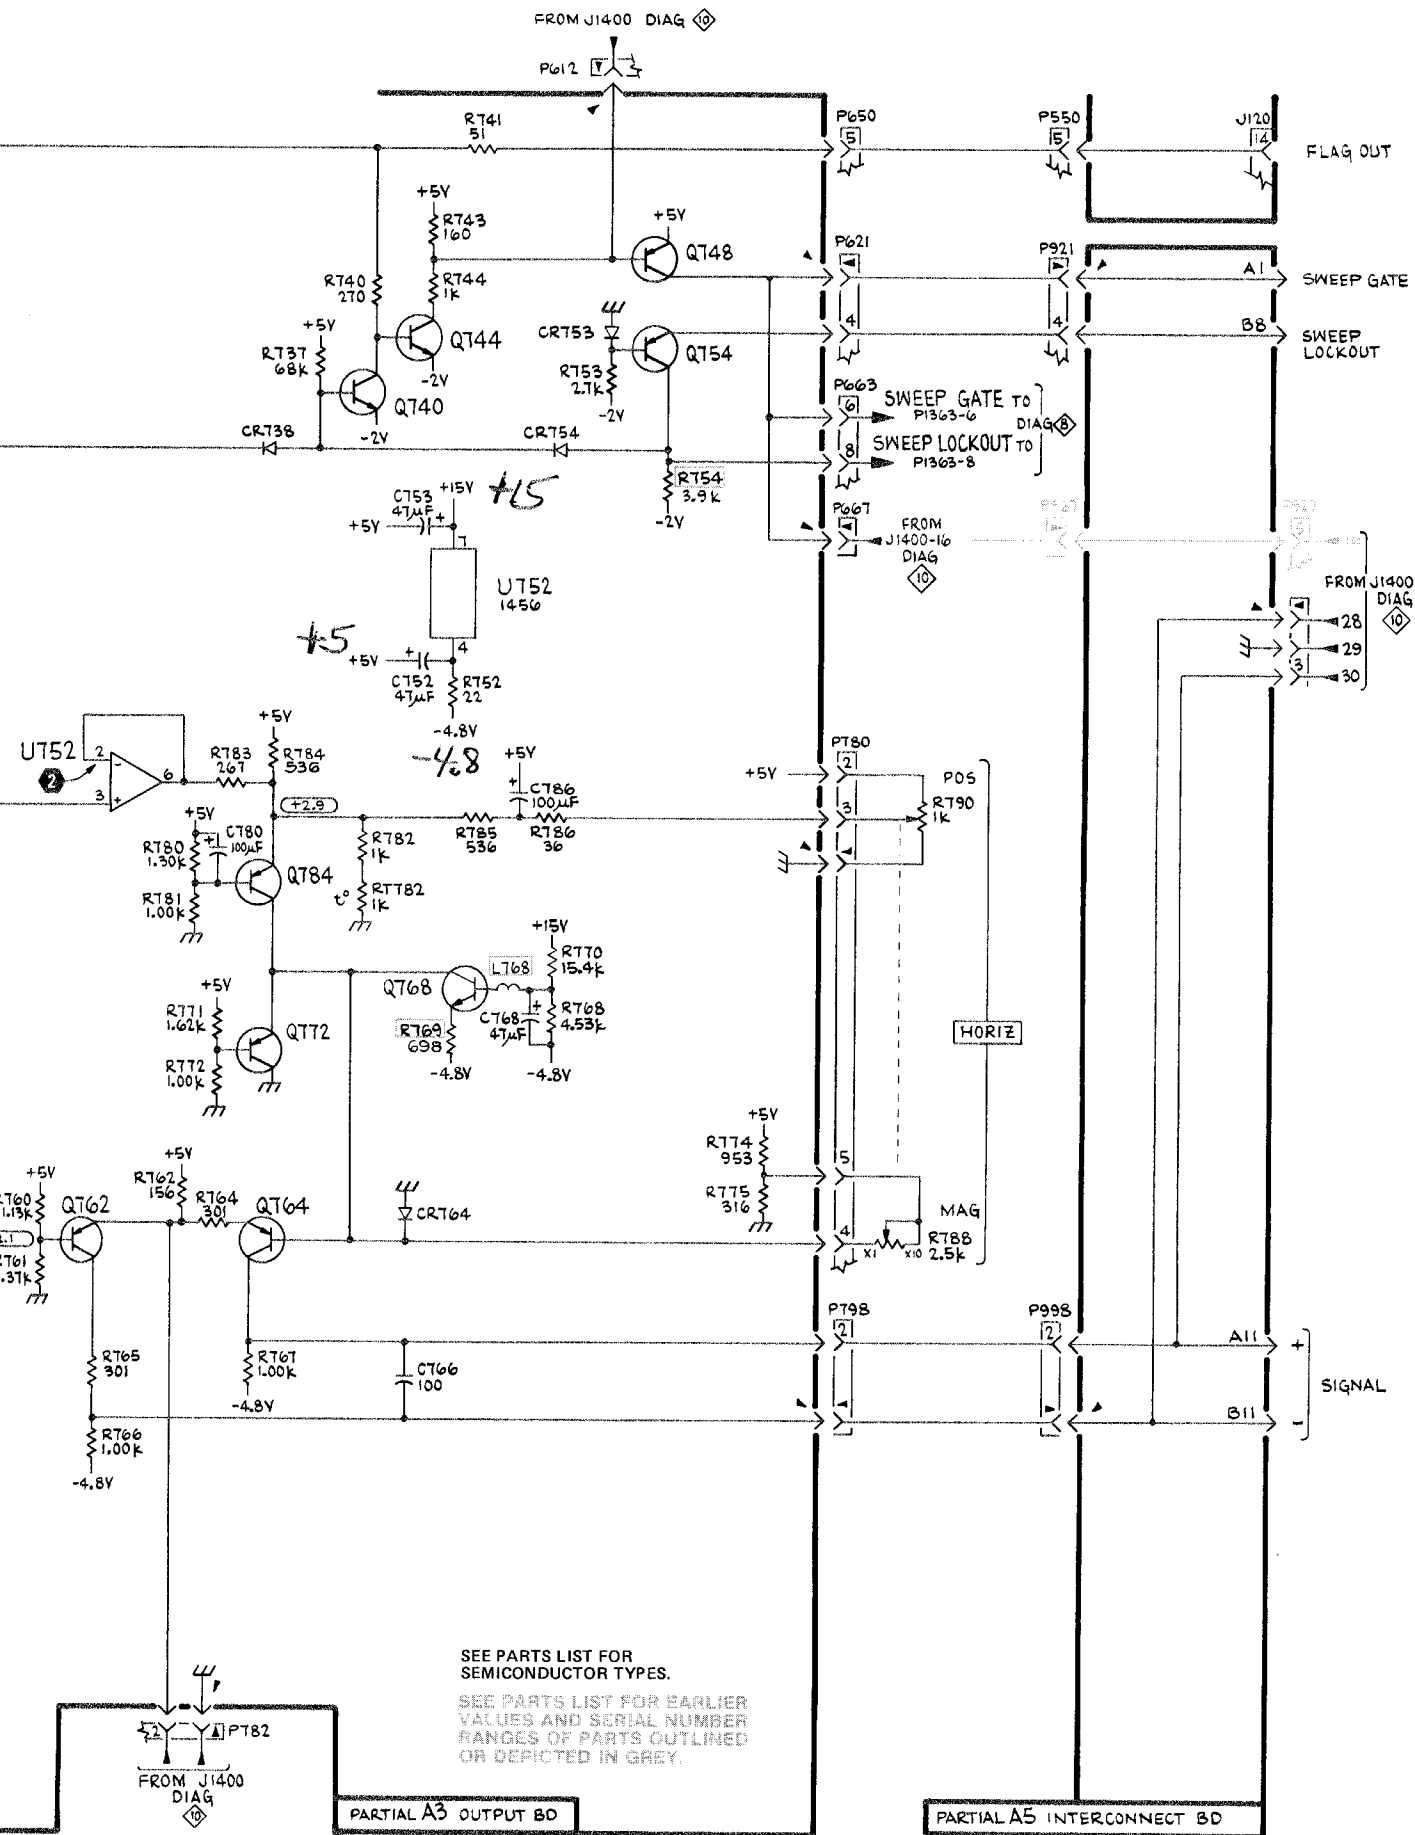 FROM J1400 DIAG 10
P612
R741
51
P650
5
P550
5
J120
14
FLAG OUT
+5V
R743
160
+5V
Q748
P621
P921
A1
SWEEP GATE
R740
270
R744
1K
+5V
Q744
CR753
Q754
4
4
B8
SWEEP
LOCKOUT
R737
68K
-2V
R753
2.7K
-2V
Q740
-2V
P663
6
SWEEP GATE TO
P1363-6
DIAG 8
8
SWEEP LOCKOUT TO
P1363-8
CR738
CR754
R754
3.9K
-2V
C753
47µF
+15V
+15
+5V
+
7
P667
FROM
J1400-16
DIAG
10
U752
1456
FROM J1400
DIAG
10
28
29
3
30
+5
+5V
+
4
C752
47µF
R752
22
-4.8V
-4.8
U752
2
2
-
3
+
6
R783
267
+5V
R784
536
+2.9
+5V
+
C786
100µF
R785
536
R786
36
P780
+5V
2
3
POS
R790
1K
+5V
R780
1.30K
+
C780
100µF
R781
1.00K
Q784
R782
1K
t°
RT782
1K
Q768
L768
+15V
R770
15.4K
+
C768
47µF
R768
4.53K
R769
698
-4.8V
-4.8V
+5V
R771
1.62K
R772
1.00K
Q772
HORIZ
+5V
R774
953
R775
316
5
MAG
4
X1
X10
R788
2.5K
+5V
R760
1.13K
Q762
+5V
R762
156
R764
301
Q764
CR764
R765
301
R767
1.00K
-4.8V
C766
100
P798
2
P998
2
A11
+
SIGNAL
B11
-
R766
1.00K
-4.8V
2
P782
FROM J1400
DIAG
10
SEE PARTS LIST FOR
SEMICONDUCTOR TYPES.
SEE PARTS LIST FOR EARLIER
VALUES AND SERIAL NUMBER
RANGES OF PARTS OUTLINED
OR DEPICTED IN GREY.
PARTIAL A3 OUTPUT BD
PARTIAL A5 INTERCONNECT BD